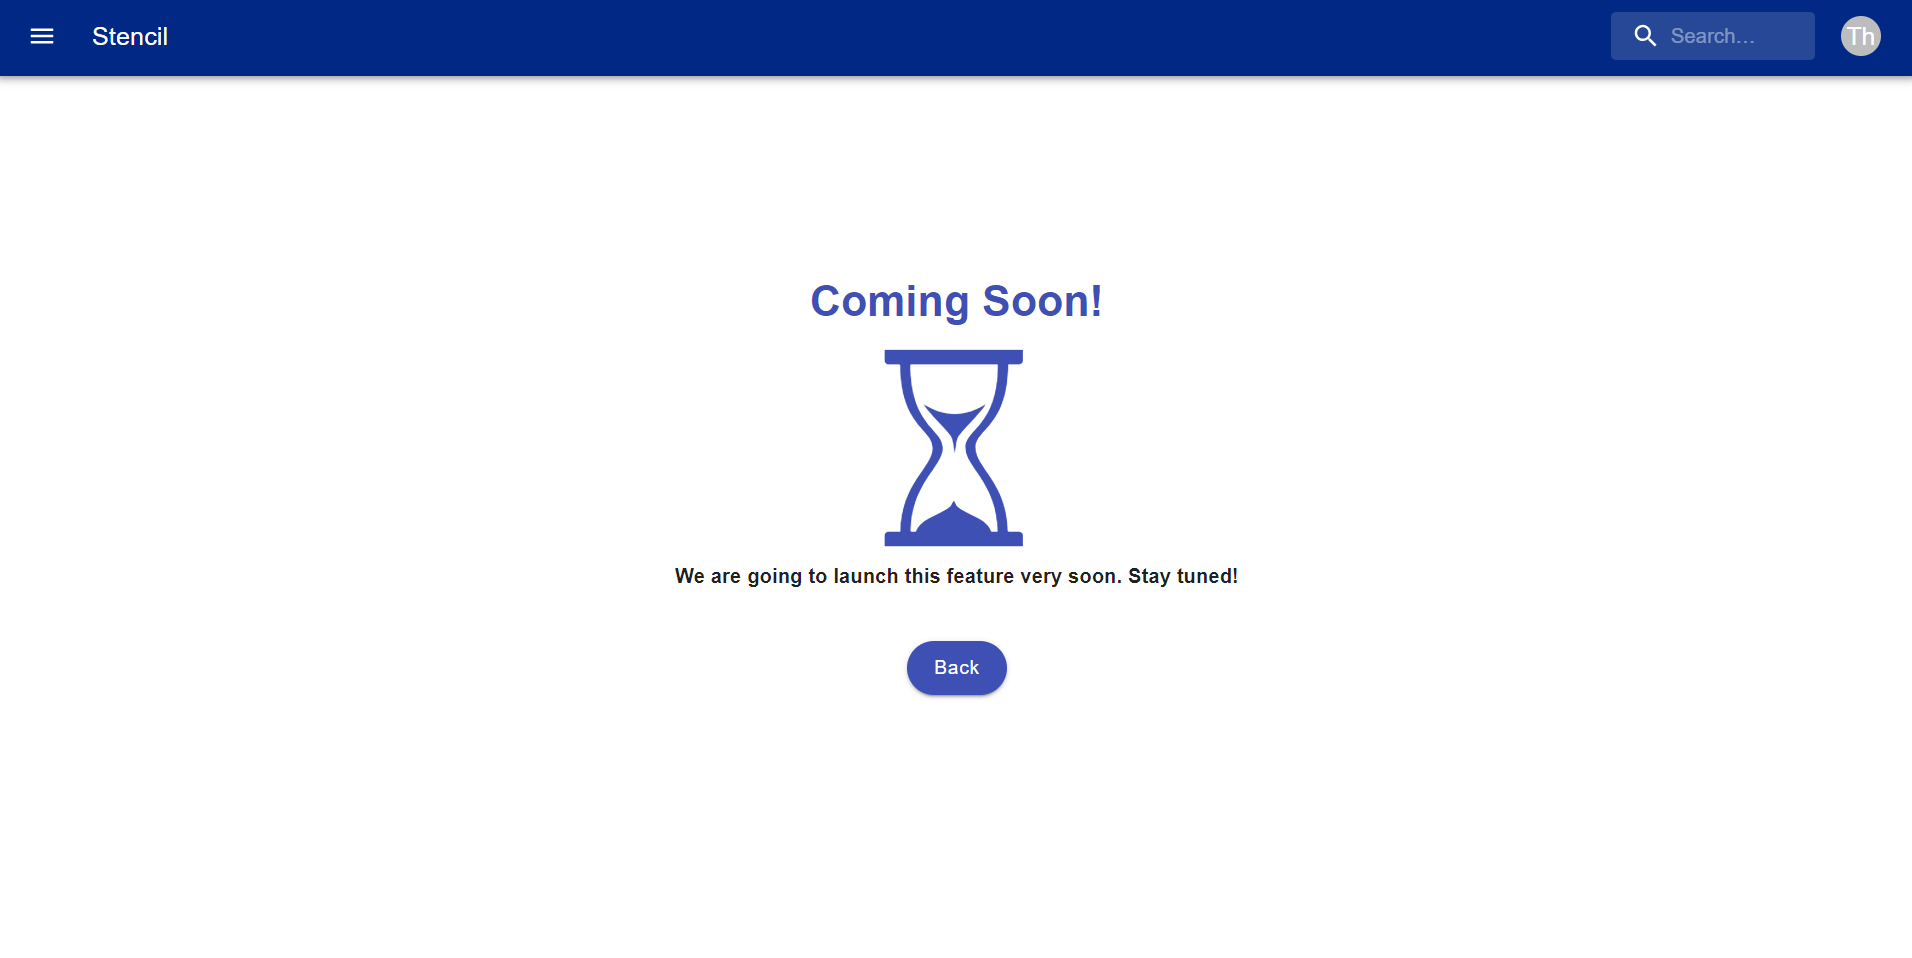 Stencil
Search...
Th
Coming Soon!
We are going to launch this feature very soon. Stay tuned!
Back